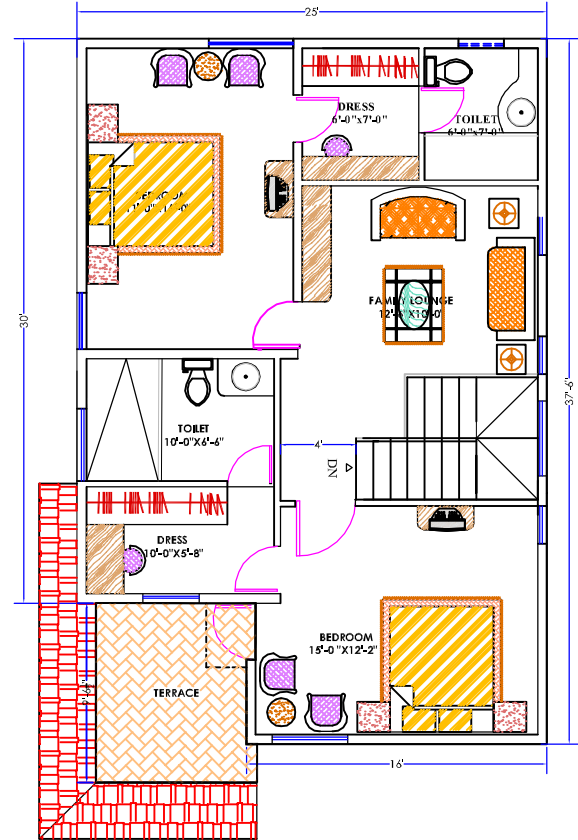 25'
DRESS
6'-0"x7'-0"
TOILET
6'-0"x7'-0"
BEDROOM
30'
FAMILY LOUNGE
37'-6"
TOILET
10'-0"X6'-6"
4'
DN
DRESS
10'-0"X5'-8"
BEDROOM
15'-0"X12'-2"
TERRACE
16'